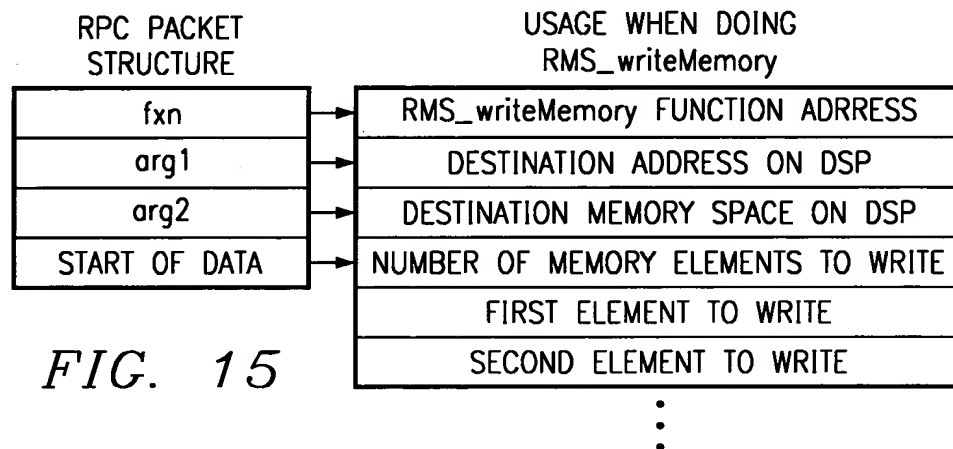 RPC PACKET
STRUCTURE
USAGE WHEN DOING
RMS_writeMemory
fxn
RMS_writeMemory FUNCTION ADRRESS
arg1
DESTINATION ADDRESS ON DSP
arg2
DESTINATION MEMORY SPACE ON DSP
START OF DATA
NUMBER OF MEMORY ELEMENTS TO WRITE
FIRST ELEMENT TO WRITE
SECOND ELEMENT TO WRITE
FIG. 15